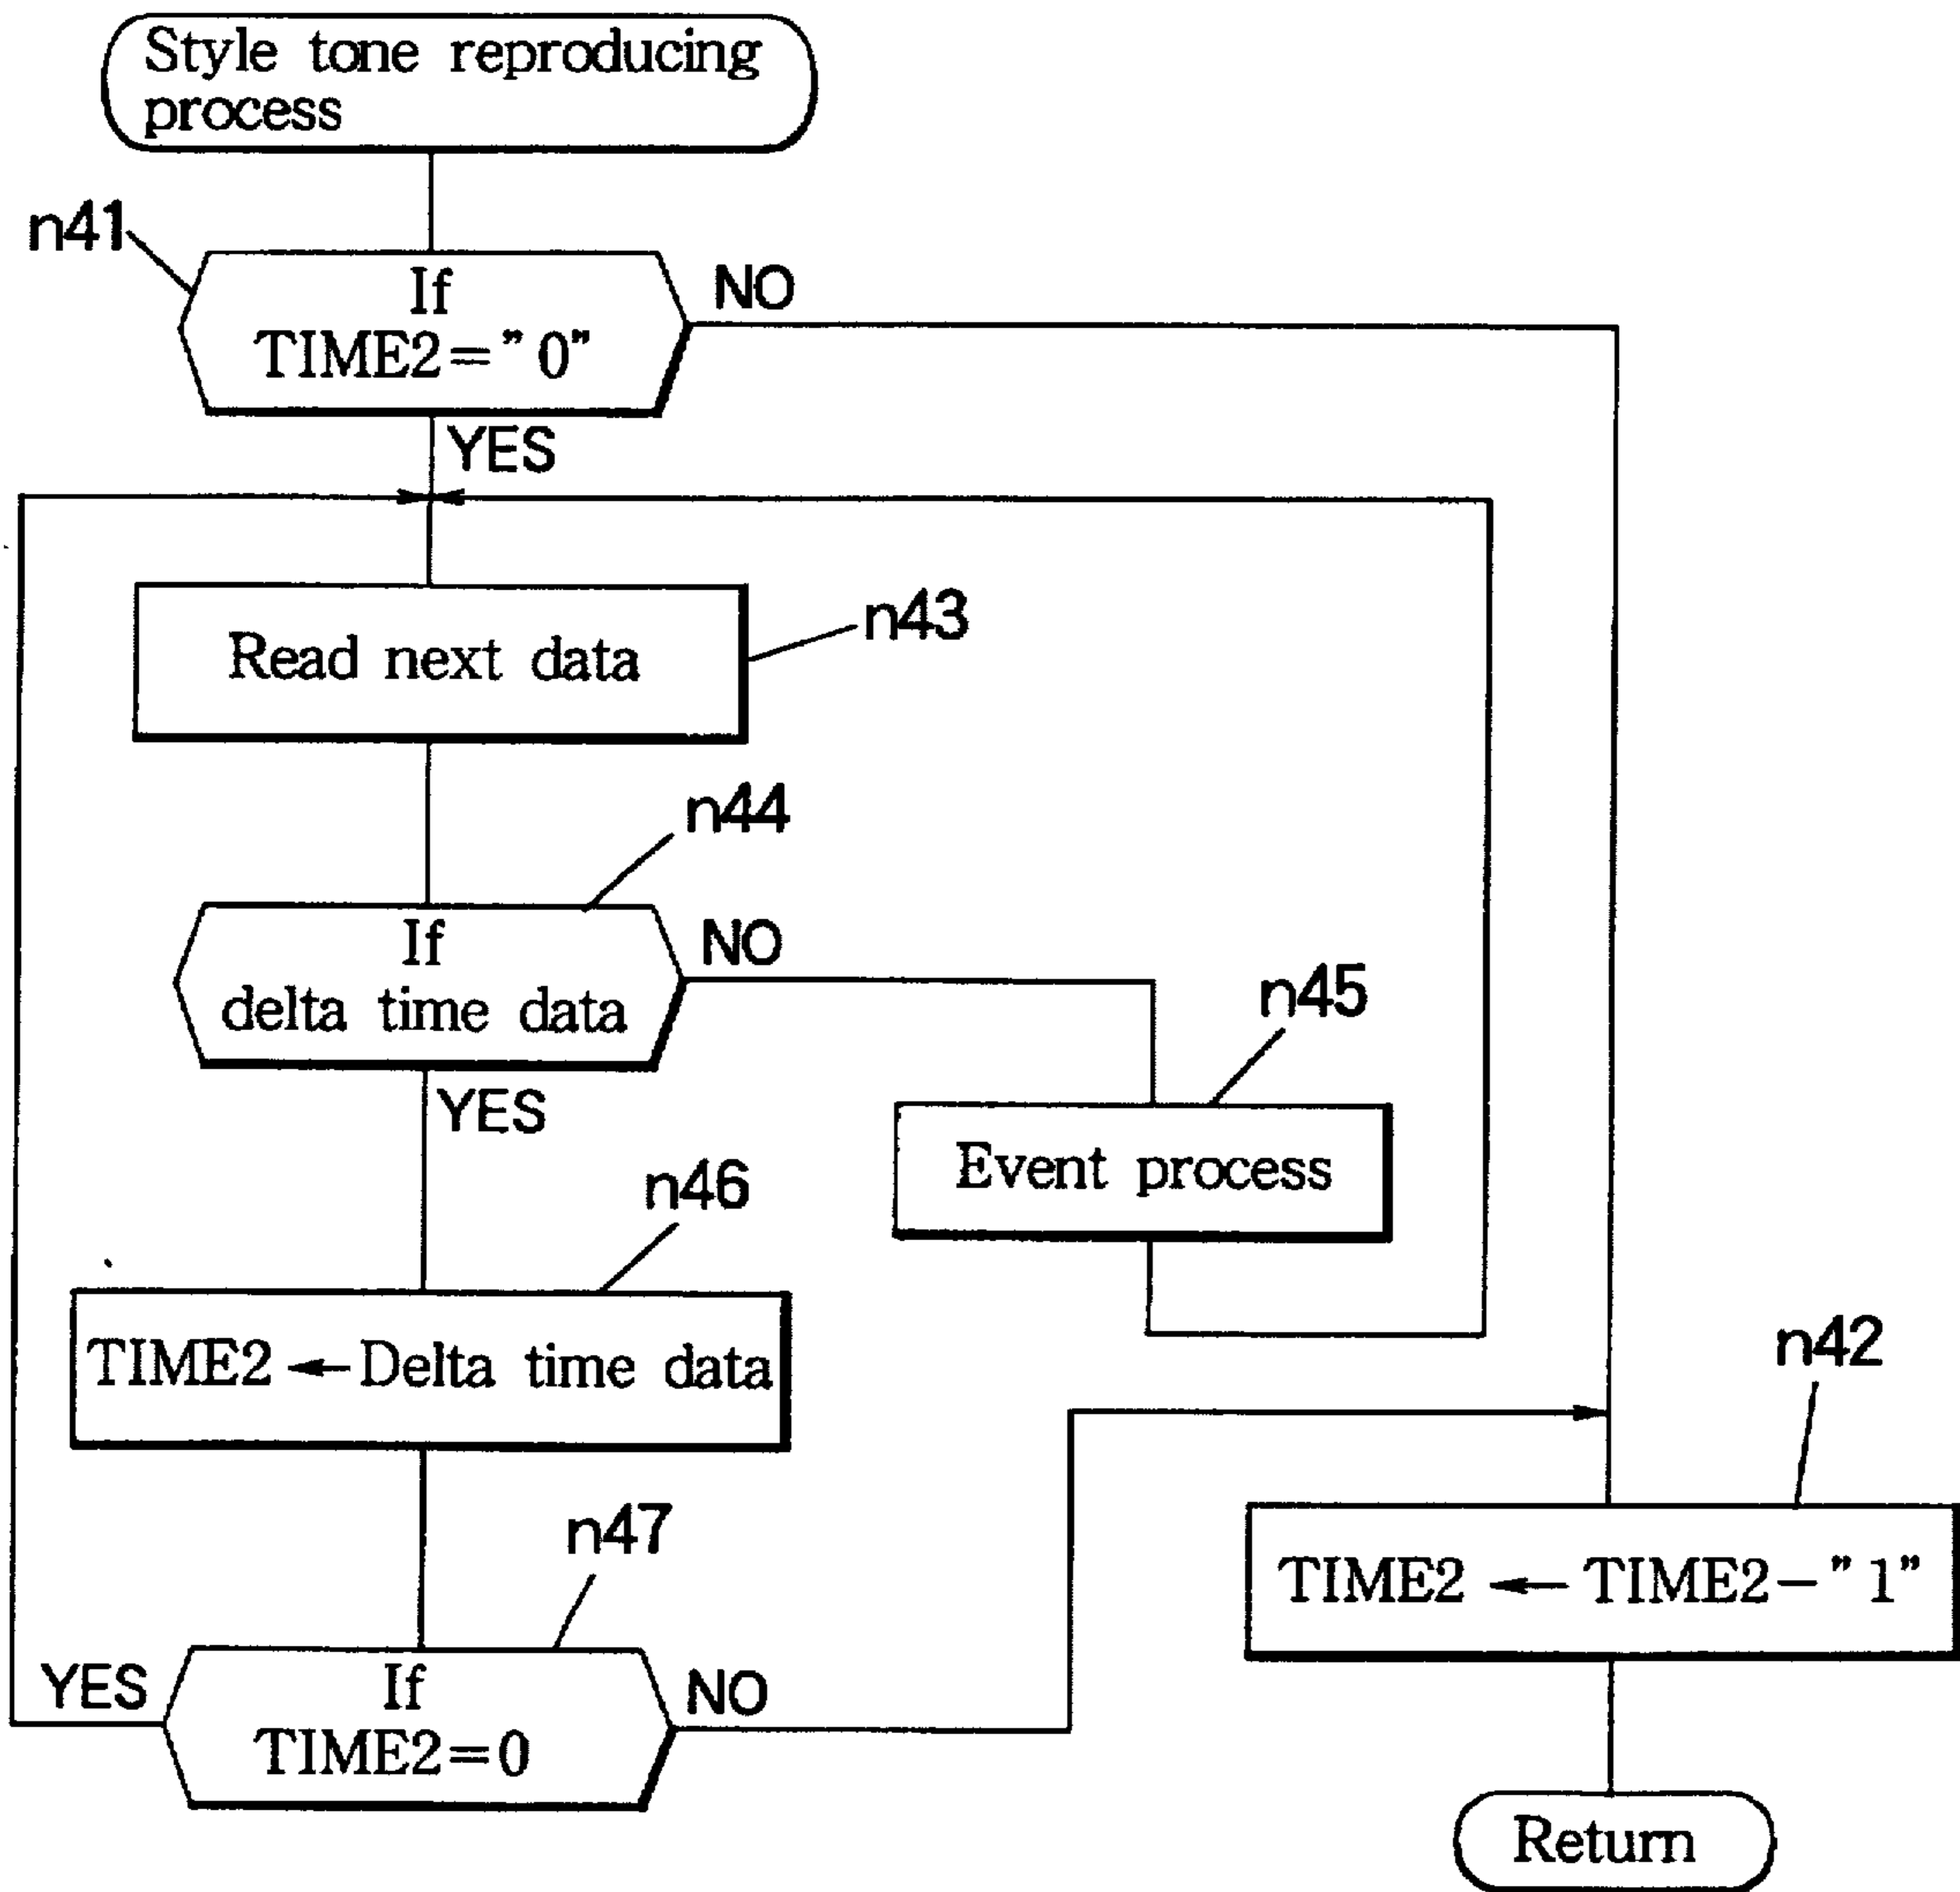 Style tone reproducing
process
n41
If
TIME2="0"
NO
YES
Read next data
n43
n44
If
delta time data
NO
YES
n45
Event process
n46
TIME2←Delta time data
n42
n47
TIME2 ← TIME2−"1"
YES
If
TIME2=0
NO
Return